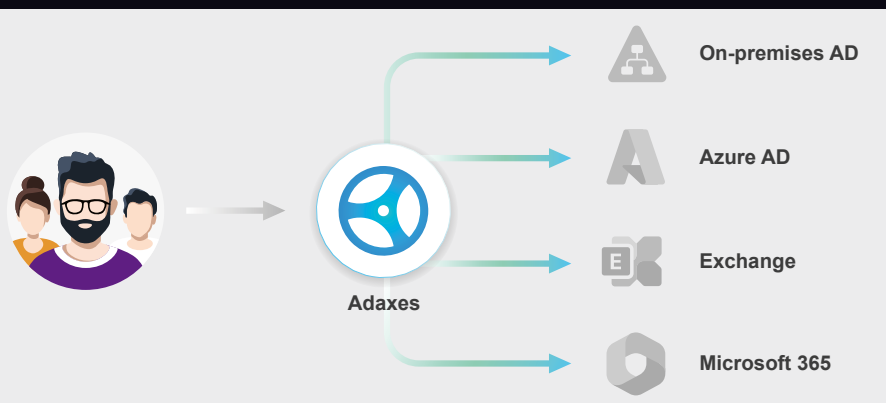 On-premises AD
Azure AD
E
Exchange
Adaxes
Microsoft 365